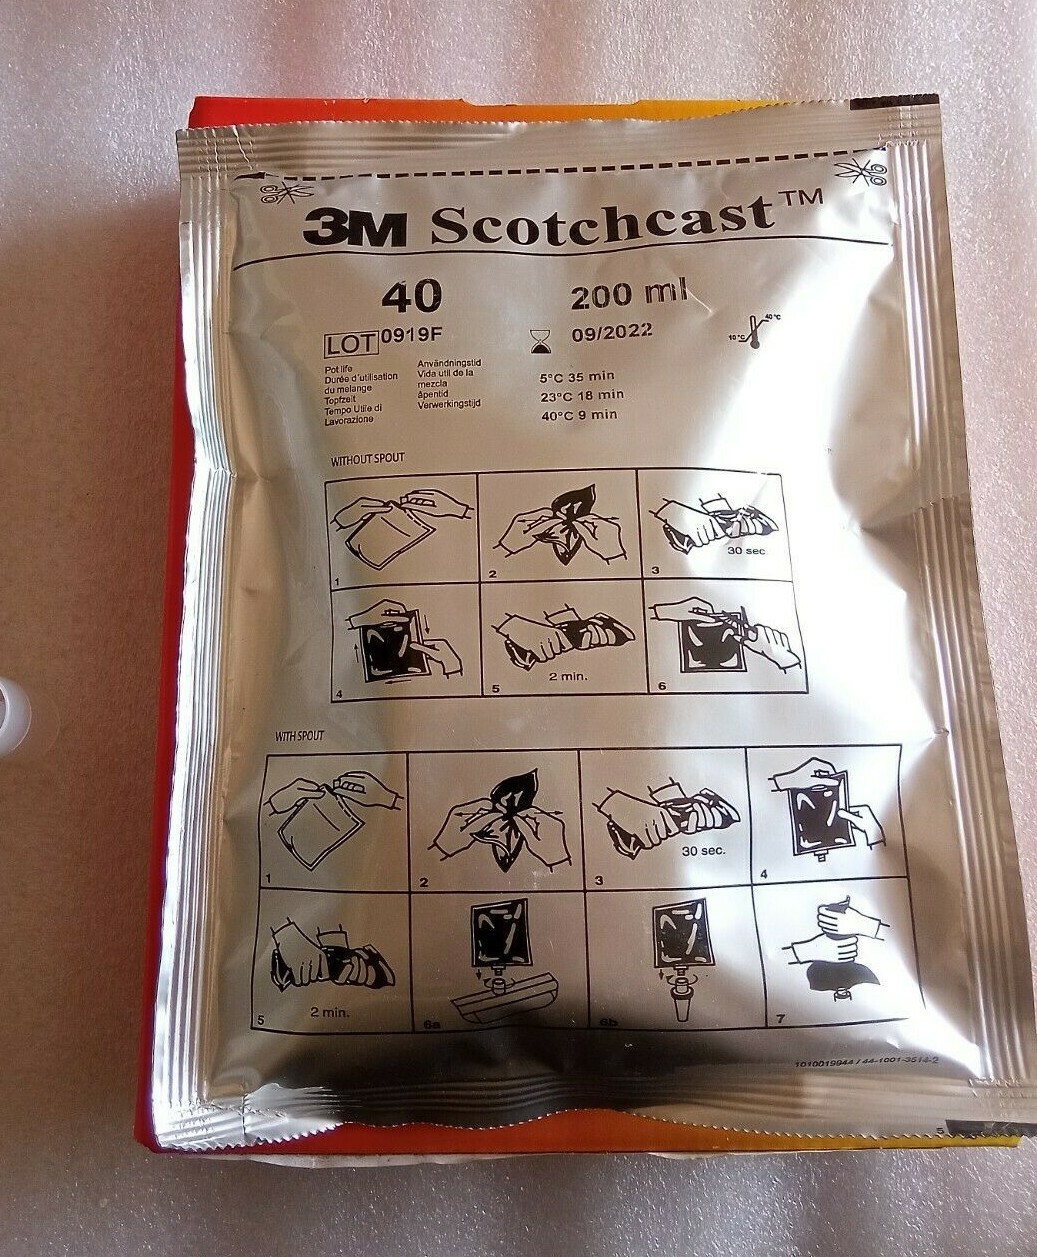 3M Scotchcast™
40 200 ml
LOT 0919F 09/2022
10°C 40°C
Pot life
Durée d'utilisation
du melange
Topfzeit
Tempo Utile di
Lavorazione
Användningstid
Vida util de la
mezcla
åpentid
Verwerkingstijd
5°C 35 min
23°C 18 min
40°C 9 min
WITHOUT SPOUT
1
2
3 30 sec
4
5 2 min.
6
WITH SPOUT
1
2
3 30 sec.
4
5 2 min.
6a
6b
7
1010019944 / 44-1001-3514-2
5